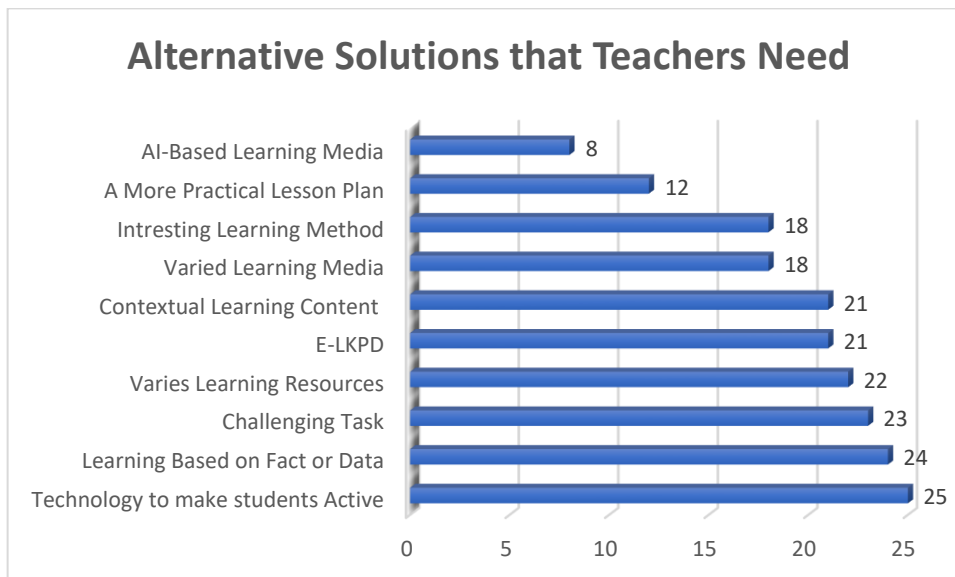 Alternative Solutions that Teachers Need
AI-Based Learning Media 8
A More Practical Lesson Plan 12
Intresting Learning Method 18
Varied Learning Media 18
Contextual Learning Content 21
E-LKPD 21
Varies Learning Resources 22
Challenging Task 23
Learning Based on Fact or Data 24
Technology to make students Active 25
0 5 10 15 20 25